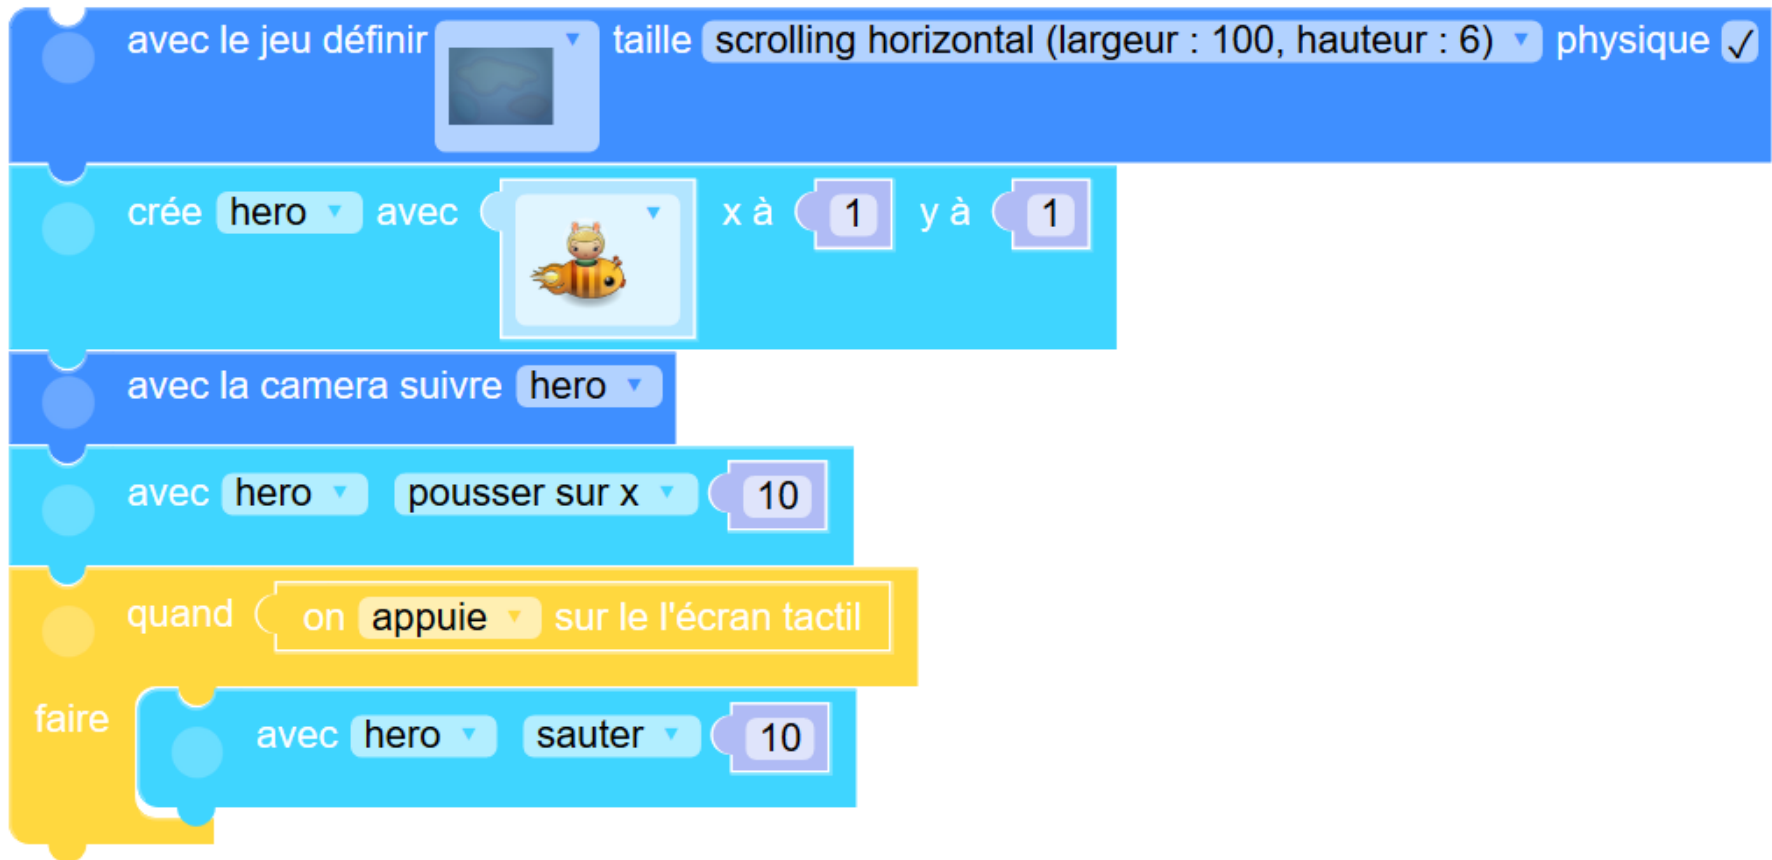 avec le jeu définir taille scrolling horizontal (largeur : 100, hauteur : 6) physique ✓
crée hero avec x à 1 y à 1
avec la camera suivre hero
avec hero pousser sur x 10
quand on appuie sur le l'écran tactil
faire avec hero sauter 10